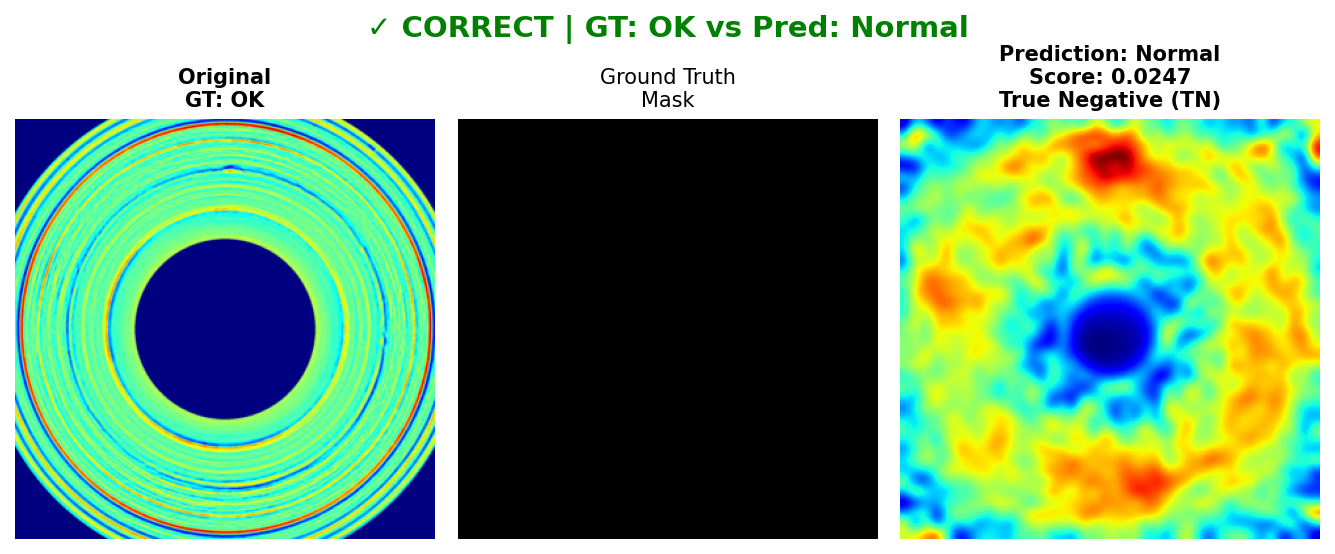 ✓ CORRECT | GT: OK vs Pred: Normal
Original
GT: OK
Ground Truth
Mask
Prediction: Normal
Score: 0.0247
True Negative (TN)